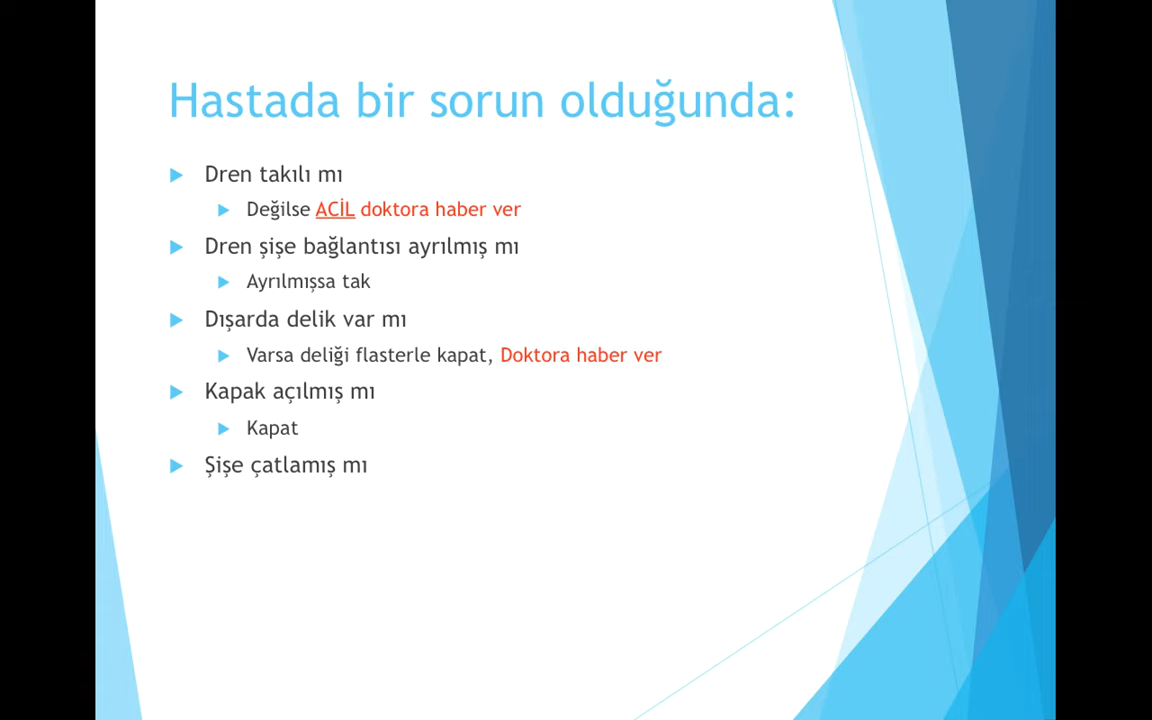 Hastada bir sorun olduğunda:
Dren takılı mı
Değilse ACİL doktora haber ver
Dren şişe bağlantısı ayrılmış mı
Ayrılmışsa tak
Dışarda delik var mı
Varsa deliği flasterle kapat, Doktora haber ver
Kapak açılmış mı
Kapat
Şişe çatlamış mı